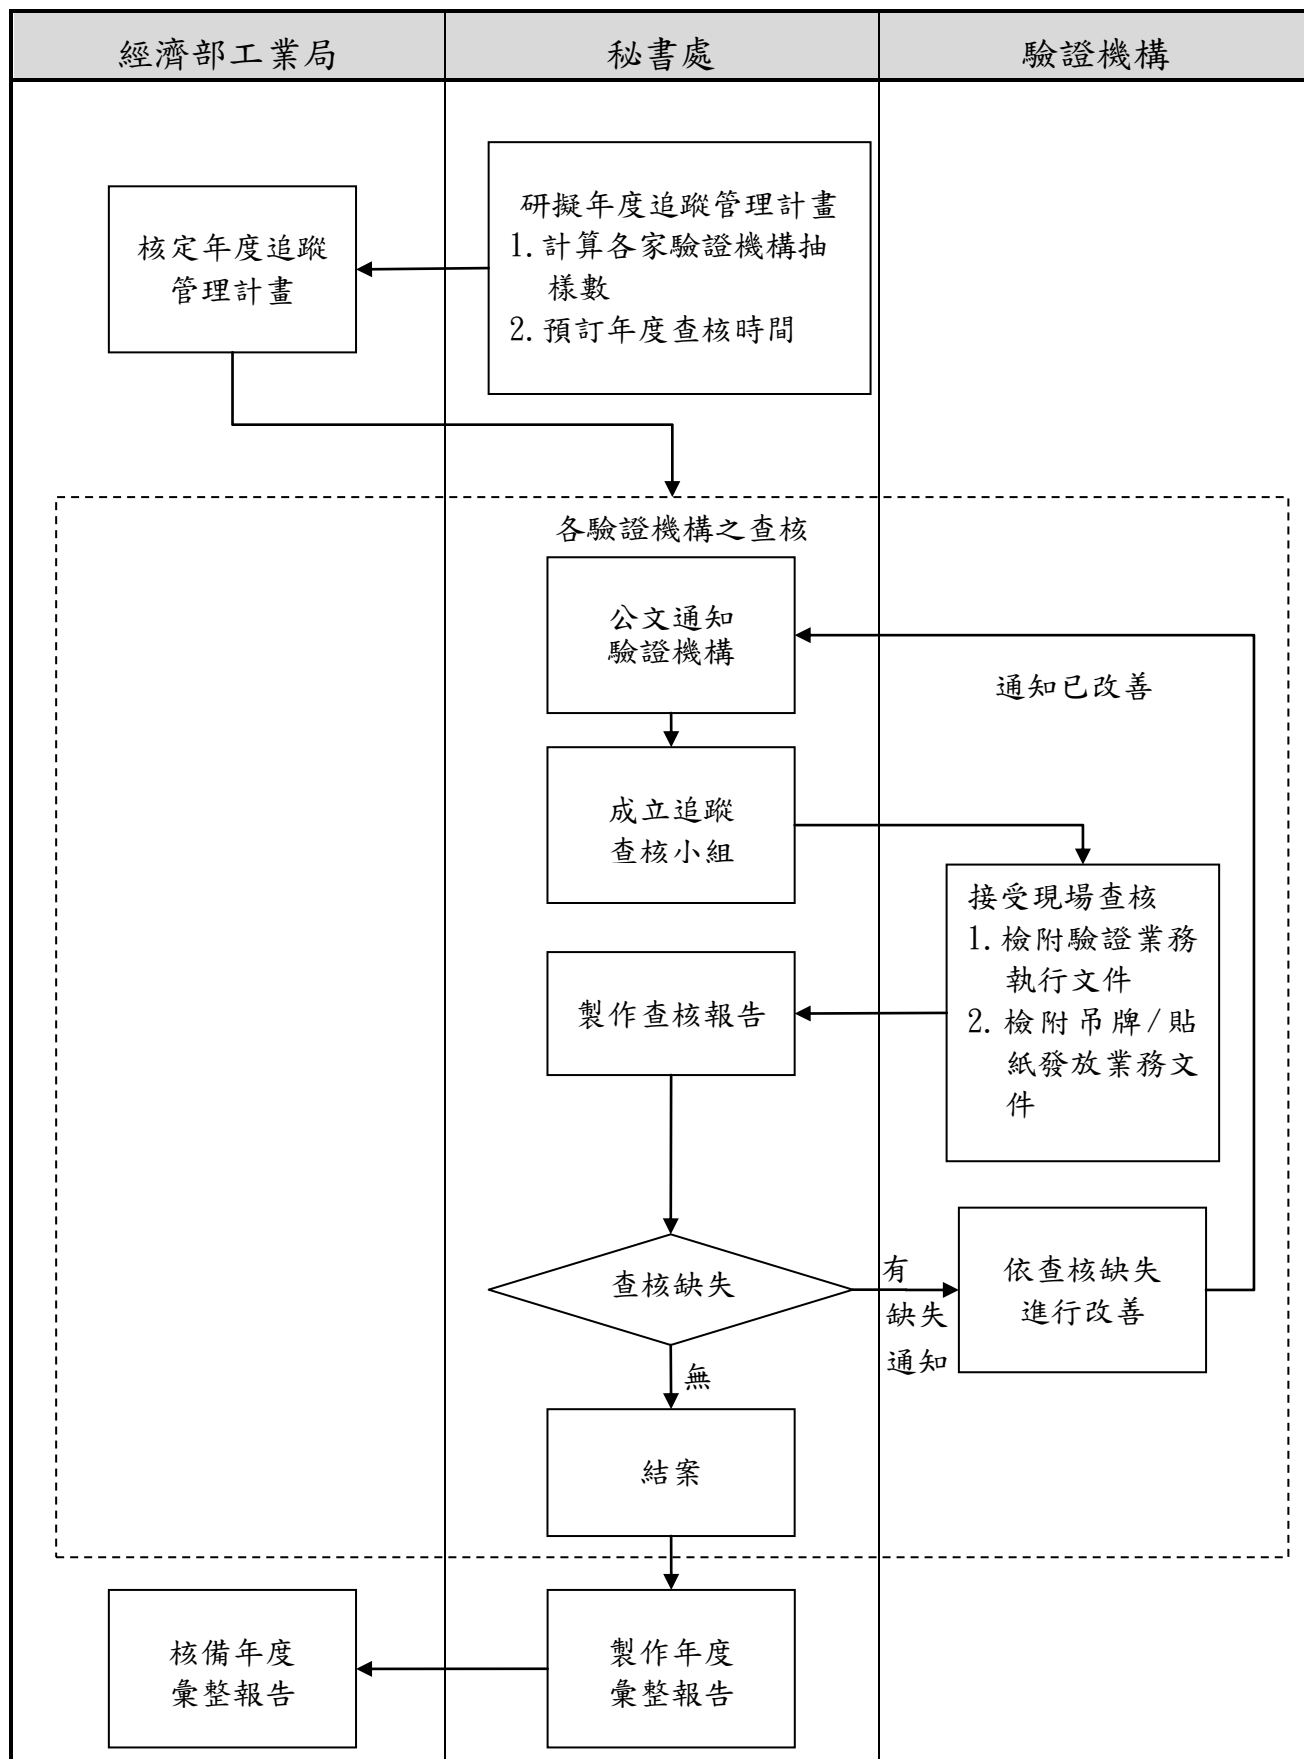 經濟部工業局
秘書處
驗證機構
研擬年度追蹤管理計畫
1.計算各家驗證機構抽
樣數
2.預訂年度查核時間
核定年度追蹤
管理計畫
各驗證機構之查核
公文通知
驗證機構
通知已改善
成立追蹤
查核小組
接受現場查核
1.檢附驗證業務
執行文件
2.檢附吊牌/貼
紙發放業務文
件
製作查核報告
查核缺失
有
缺失
通知
依查核缺失
進行改善
無
結案
製作年度
彙整報告
核備年度
彙整報告